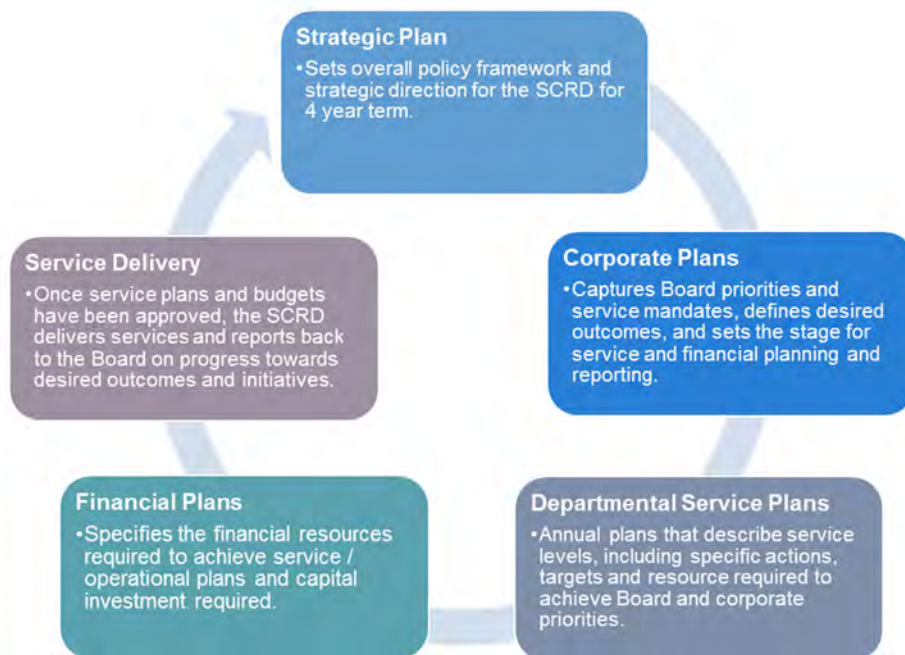 Strategic Plan
•Sets overall policy framework and
strategic direction for the SCRD for
4 year term.
Corporate Plans
•Captures Board priorities and
service mandates, defines desired
outcomes, and sets the stage for
service and financial planning and
reporting.
Departmental Service Plans
•Annual plans that describe service
levels, including specific actions,
targets and resource required to
achieve Board and corporate
priorities.
Financial Plans
•Specifies the financial resources
required to achieve service /
operational plans and capital
investment required.
Service Delivery
•Once service plans and budgets
have been approved, the SCRD
delivers services and reports back
to the Board on progress towards
desired outcomes and initiatives.